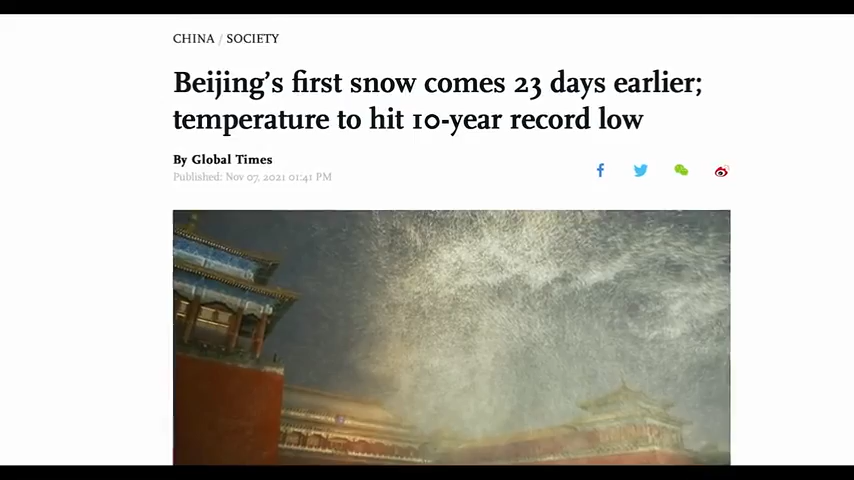 CHINA / SOCIETY
Beijing's first snow comes 23 days earlier;
temperature to hit 10-year record low
By Global Times
Published: Nov 07, 2021 01:41 PM